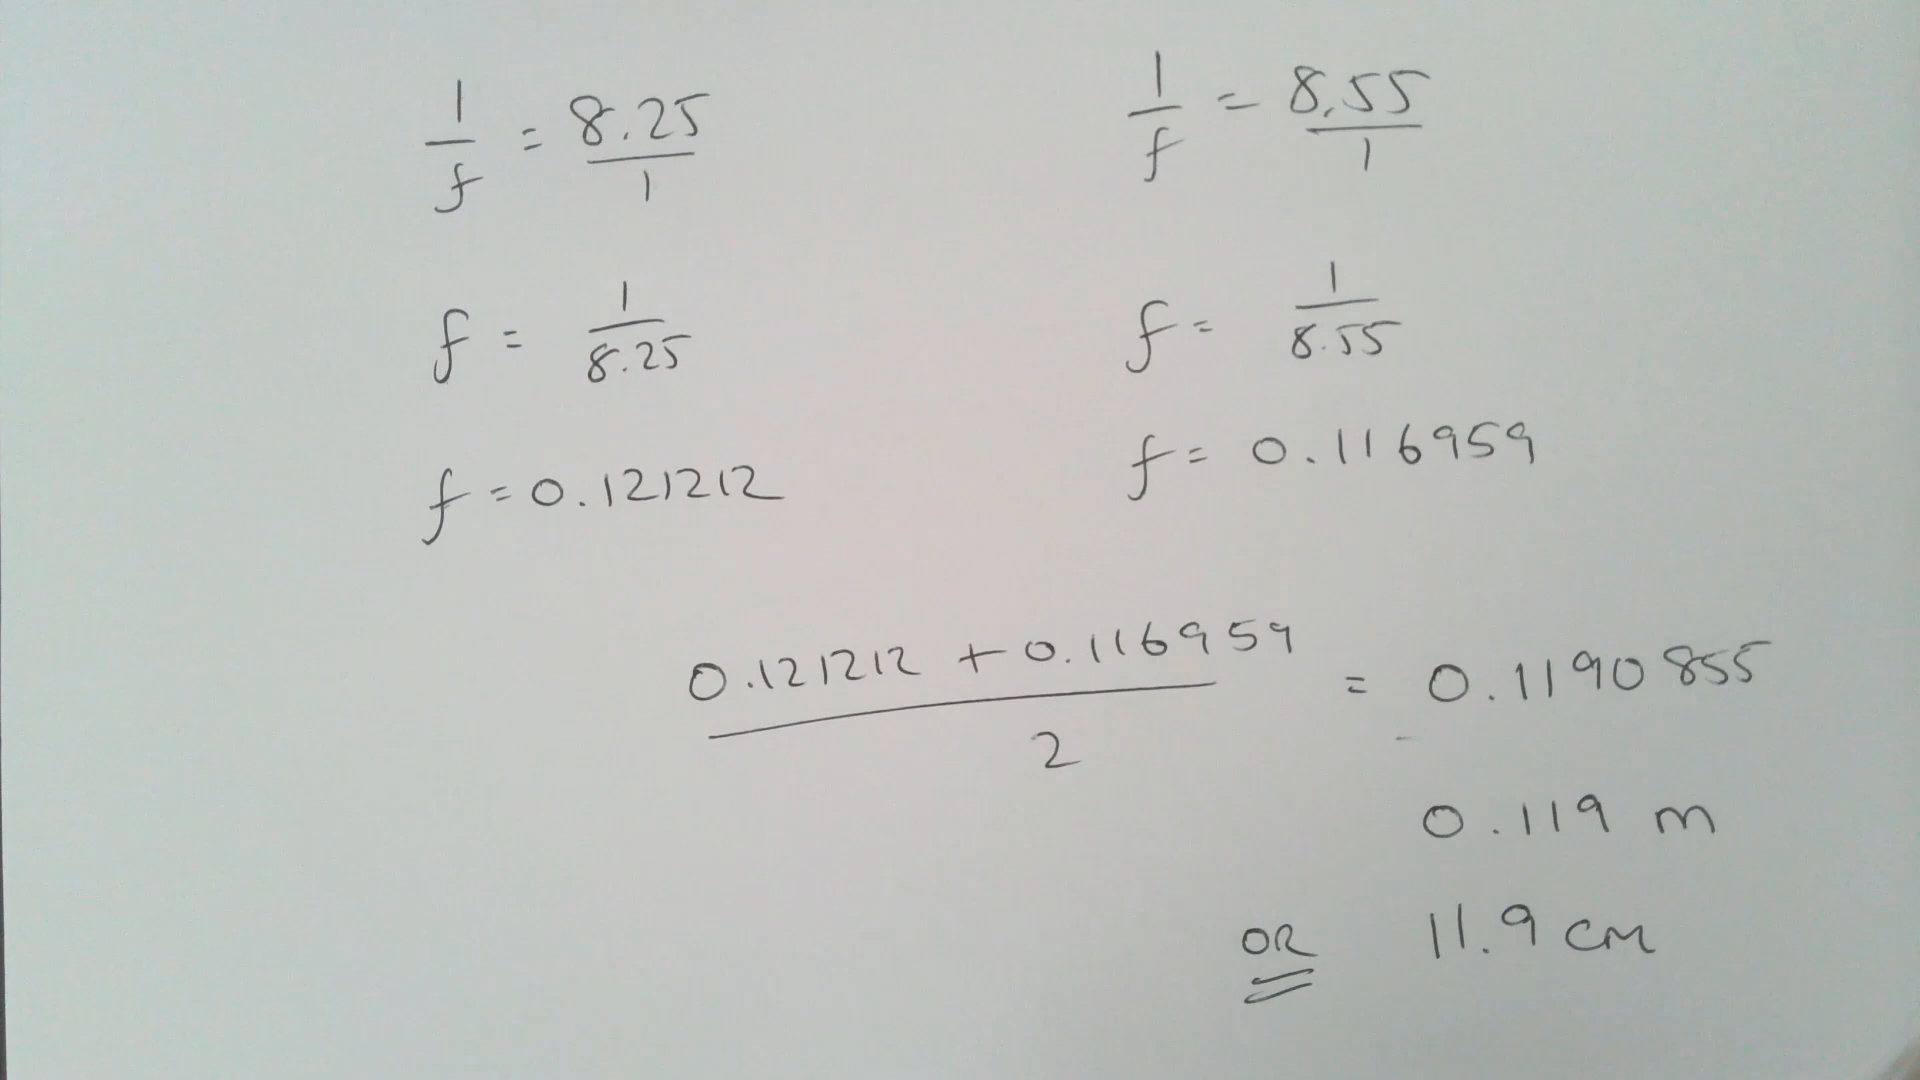 1/f = 8.25/1
f = 1/8.25
f = 0.121212
1/f = 8.55/1
f = 1/8.55
f = 0.116959
0.121212 + 0.116959 / 2 = 0.1190855
0.119 m
OR 11.9 cm